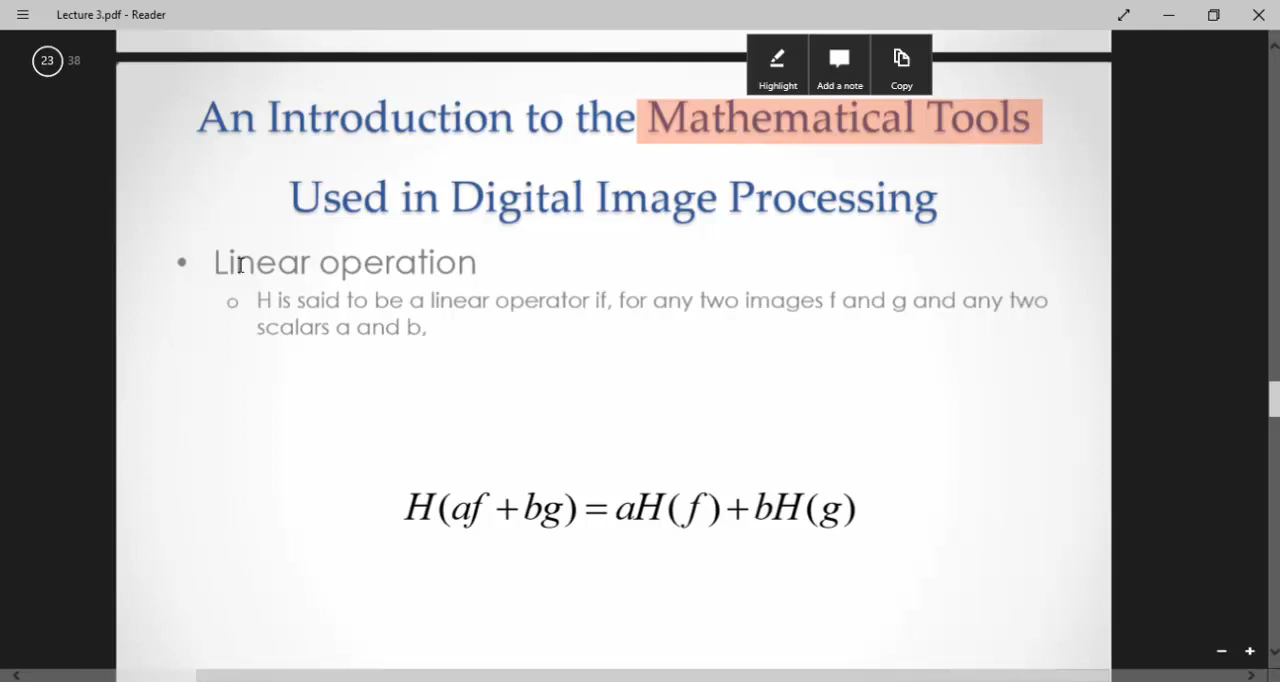 Lecture 3.pdf - Reader
23 38
Highlight Add a note Copy
An Introduction to the Mathematical Tools
Used in Digital Image Processing
• Linear operation
o H is said to be a linear operator if, for any two images f and g and any two
scalars a and b,
H(af + bg) = aH(f) + bH(g)